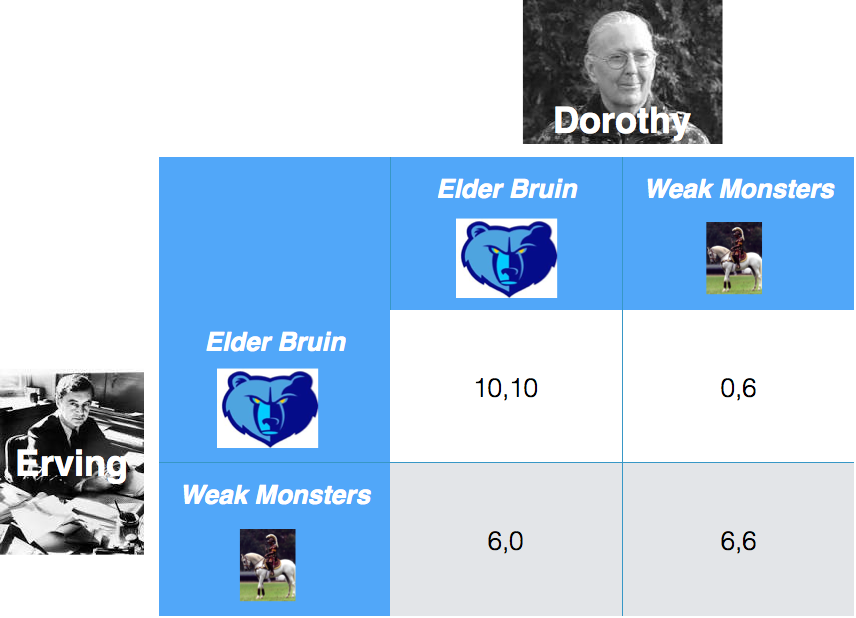 Dorothy
Elder Bruin
Weak Monsters
Elder Bruin
10,10
0,6
Erving
Weak Monsters
6,0
6,6